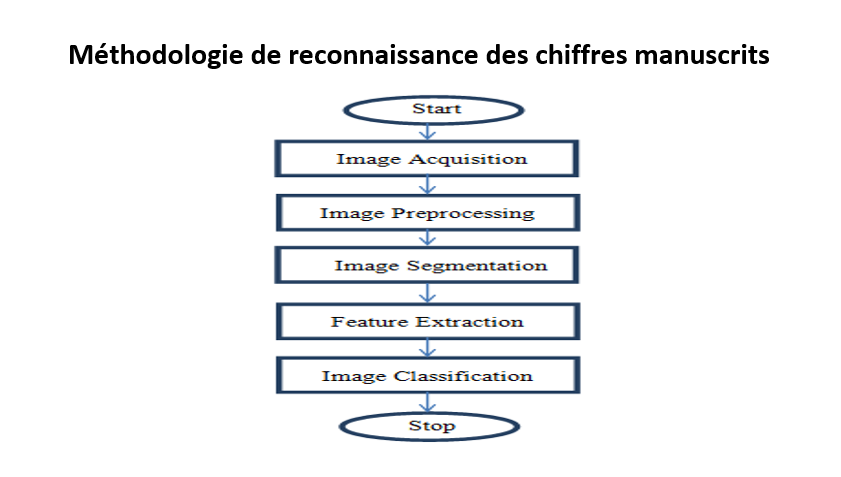 Méthodologie de reconnaissance des chiffres manuscrits
Start
Image Acquisition
Image Preprocessing
Image Segmentation
Feature Extraction
Image Classification
Stop